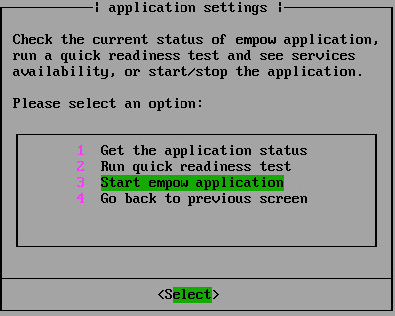 application settings
Check the current status of empow application,
run a quick readiness test and see services
availability, or start/stop the application.
Please select an option:
1 Get the application status
2 Run quick readiness test
3 Start empow application
4 Go back to previous screen
<Select>